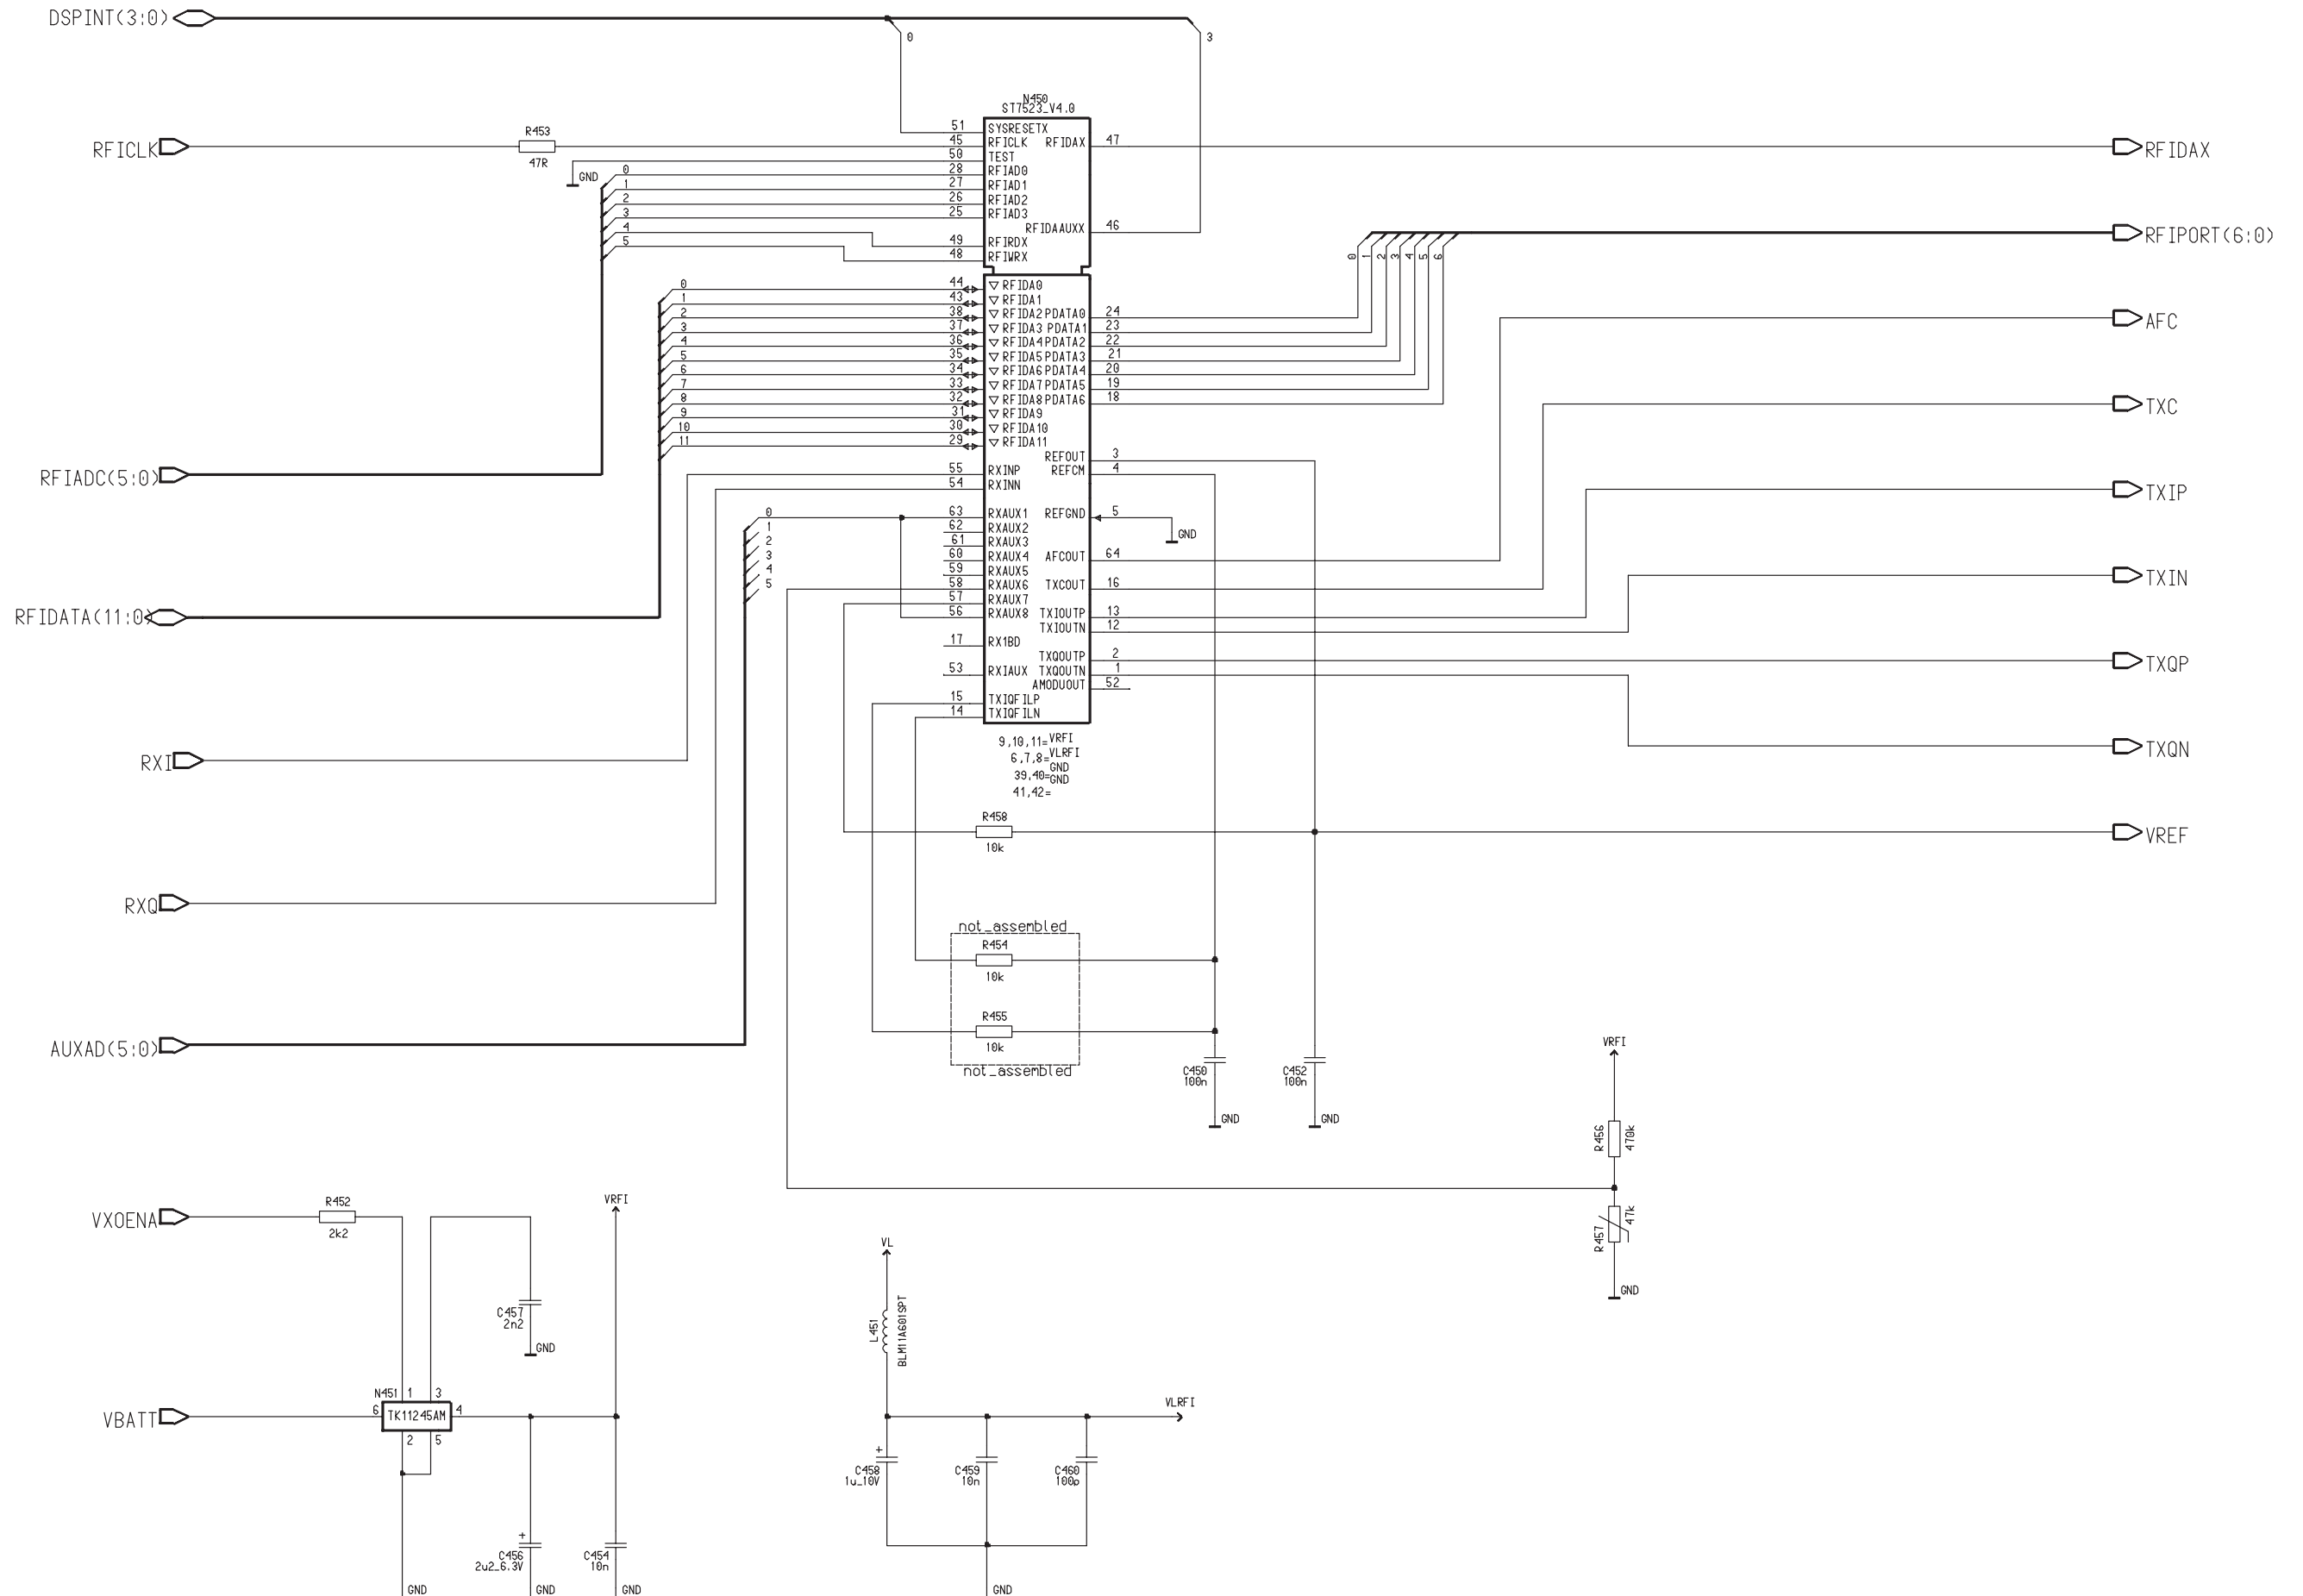 DSPINT(3:0)
0
3
N450
ST7523_V4.0
RFICLK
R453
47R
GND
51
45
50
28
27
26
25
49
48
SYSRESETX
RFICLK
TEST
RFIAD0
RFIAD1
RFIAD2
RFIAD3
RFIRDX
RFIWRX
RFIDAX
47
RFIDAAUXX
46
RFIDAX
0
1
2
3
4
5
RFIPORT(6:0)
0
1
2
3
4
5
6
0
1
2
3
4
5
6
7
8
9
10
11
44
43
38
37
36
35
34
33
32
31
30
29
RFIDA0
RFIDA1
RFIDA2 PDATA0
RFIDA3 PDATA1
RFIDA4 PDATA2
RFIDA5 PDATA3
RFIDA6 PDATA4
RFIDA7 PDATA5
RFIDA8 PDATA6
RFIDA9
RFIDA10
RFIDA11
24
23
22
21
20
19
18
AFC
TXC
TXIP
TXIN
TXQP
TXQN
VREF
RFIADC(5:0)
RFIDATA(11:0)
RXI
RXQ
AUXAD(5:0)
0
1
2
3
4
5
55
54
63
62
61
60
59
58
57
56
17
53
15
14
RXINP
RXINN
RXAUX1
RXAUX2
RXAUX3
RXAUX4
RXAUX5
RXAUX6
RXAUX7
RXAUX8
RX1BD
RXIAUX
TXIQFILP
TXIQFILN
REFOUT
REFCM
REFGND
AFCOUT
TXCOUT
TXIOUTP
TXIOUTN
TXQOUTP
TXQOUTN
AMODUOUT
3
4
5
64
16
13
12
2
1
52
GND
9,10,11=VRFI
6,7,8=VLRFI
GND
39,40=GND
41,42=
R458
10k
not_assembled
R454
10k
R455
10k
not_assembled
C450
100n
GND
C452
100n
GND
VRFI
R456
470k
R457
47k
GND
VXOENA
R452
2k2
VRFI
C457
2n2
GND
VBATT
N451
1
3
6
TK11245AM
4
2
5
C456
2u2_6.3V
C454
10n
GND
GND
GND
VL
L451
BLM11A601SPT
VLRFI
C458
1u_10V
C459
10n
C460
100p
GND